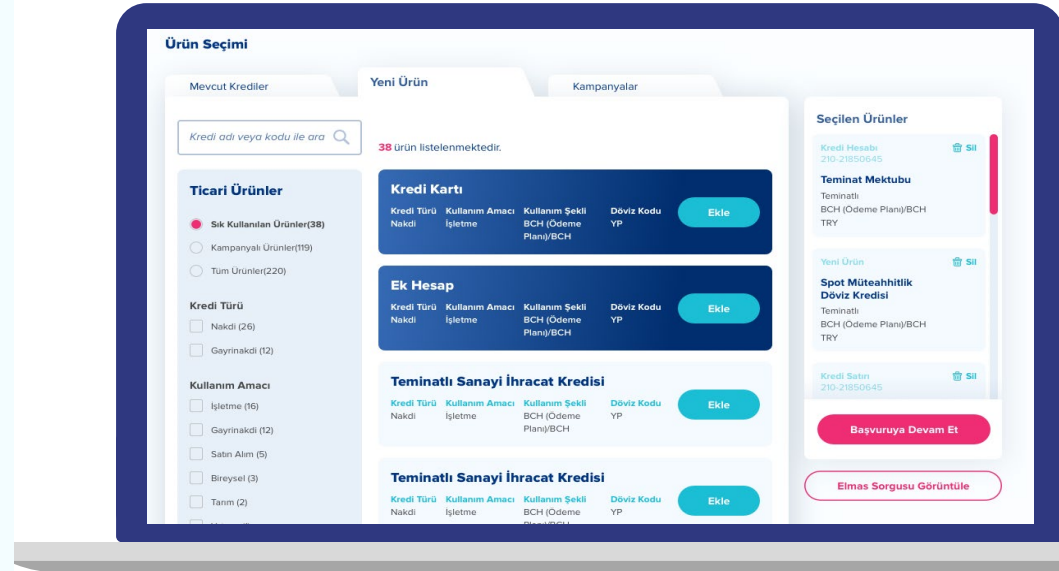 Ürün Seçimi
Mevcut Krediler
Yeni Ürün
Kampanyalar
Kredi adı veya kodu ile ara
38 ürün listelenmektedir.
Ticari Ürünler
Sık Kullanılan Ürünler(38)
Kampanyalı Ürünler(119)
Tüm Ürünler(220)
Kredi Türü
Nakdi (26)
Gayrinakdi (12)
Kullanım Amacı
İşletme (16)
Gayrinakdi (12)
Satın Alım (5)
Bireysel (3)
Tarım (2)
Kredi Kartı
Kredi Türü Kullanım Amacı Kullanım Şekli Döviz Kodu
Nakdi İşletme BCH (Ödeme YP
Planı)/BCH
Ekle
Ek Hesap
Kredi Türü Kullanım Amacı Kullanım Şekli Döviz Kodu
Nakdi İşletme BCH (Ödeme YP
Planı)/BCH
Ekle
Teminatlı Sanayi İhracat Kredisi
Kredi Türü Kullanım Amacı Kullanım Şekli Döviz Kodu
Nakdi İşletme BCH (Ödeme YP
Planı)/BCH
Ekle
Teminatlı Sanayi İhracat Kredisi
Kredi Türü Kullanım Amacı Kullanım Şekli Döviz Kodu
Nakdi İşletme BCH (Ödeme YP
Ekle
Seçilen Ürünler
Kredi Hesabı Sil
210-21850645
Teminat Mektubu
Teminatlı
BCH (Ödeme Planı)/BCH
TRY
Yeni Ürün Sil
Spot Müteahhitlik
Döviz Kredisi
Teminatlı
BCH (Ödeme Planı)/BCH
TRY
Kredi Satırı Sil
210-21850645
Başvuruya Devam Et
Elmas Sorgusu Görüntüle